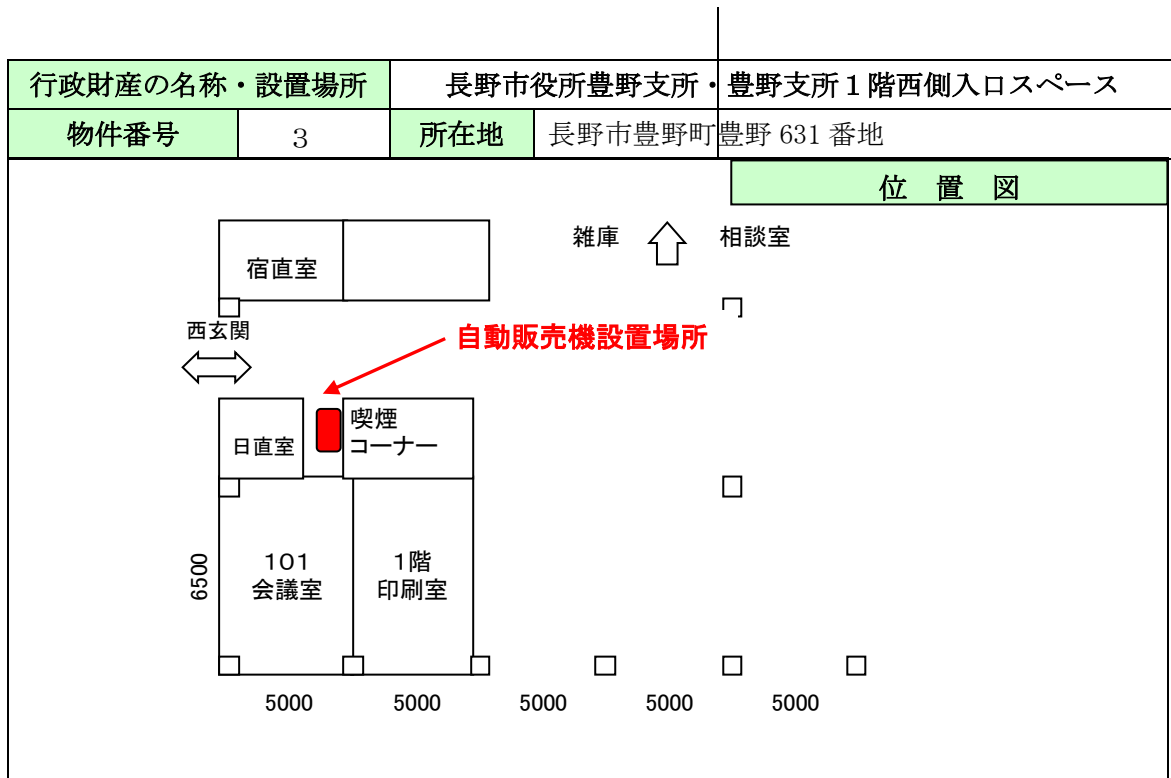 行政財産の名称・設置場所 長野市役所豊野支所・豊野支所１階西側入口スペース
物件番号 3 所在地 長野市豊野町豊野 631 番地
位 置 図
雑庫 相談室
宿直室
西玄関
自動販売機設置場所
喫煙
コーナー
日直室
6500
101
会議室
1階
印刷室
5000 5000 5000 5000 5000